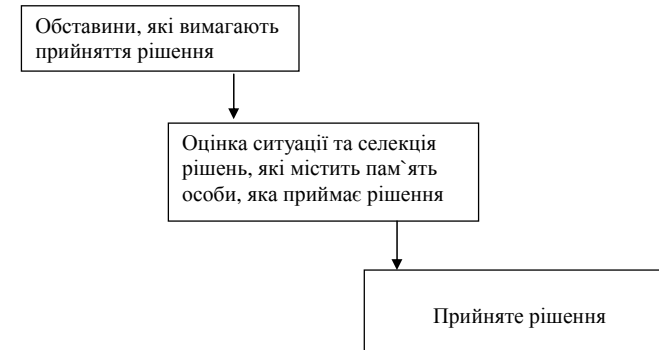 Обставини, які вимагають
прийняття рішення
Оцінка ситуації та селекція
рішень, які містить пам`ять
особи, яка приймає рішення
Прийняте рішення